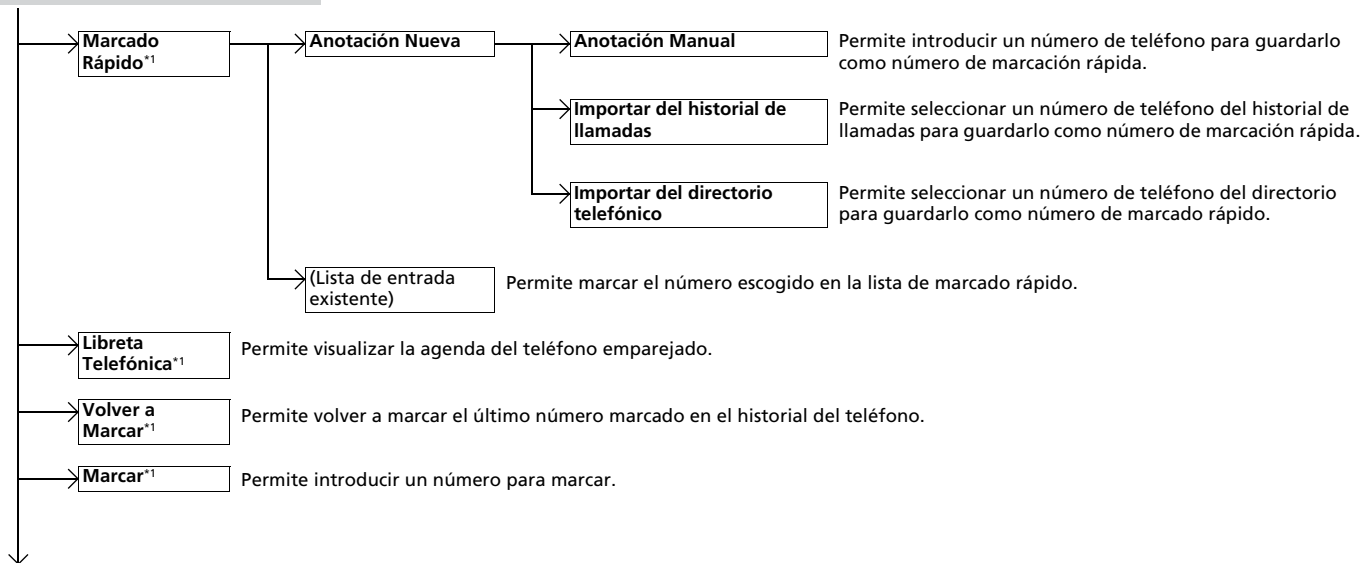 Marcado
Rápido*1
Anotación Nueva
Anotación Manual
Permite introducir un número de teléfono para guardarlo
como número de marcación rápida.
Importar del historial de
llamadas
Permite seleccionar un número de teléfono del historial de
llamadas para guardarlo como número de marcación rápida.
Importar del directorio
telefónico
Permite seleccionar un número de teléfono del directorio
para guardarlo como número de marcado rápido.
(Lista de entrada
existente)
Permite marcar el número escogido en la lista de marcado rápido.
Libreta
Telefónica*1
Permite visualizar la agenda del teléfono emparejado.
Volver a
Marcar*1
Permite volver a marcar el último número marcado en el historial del teléfono.
Marcar*1
Permite introducir un número para marcar.